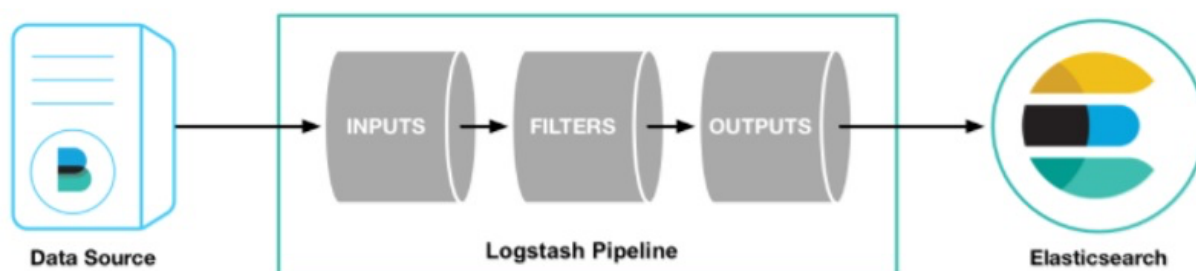 INPUTS
FILTERS
OUTPUTS
Data Source
Logstash Pipeline
Elasticsearch